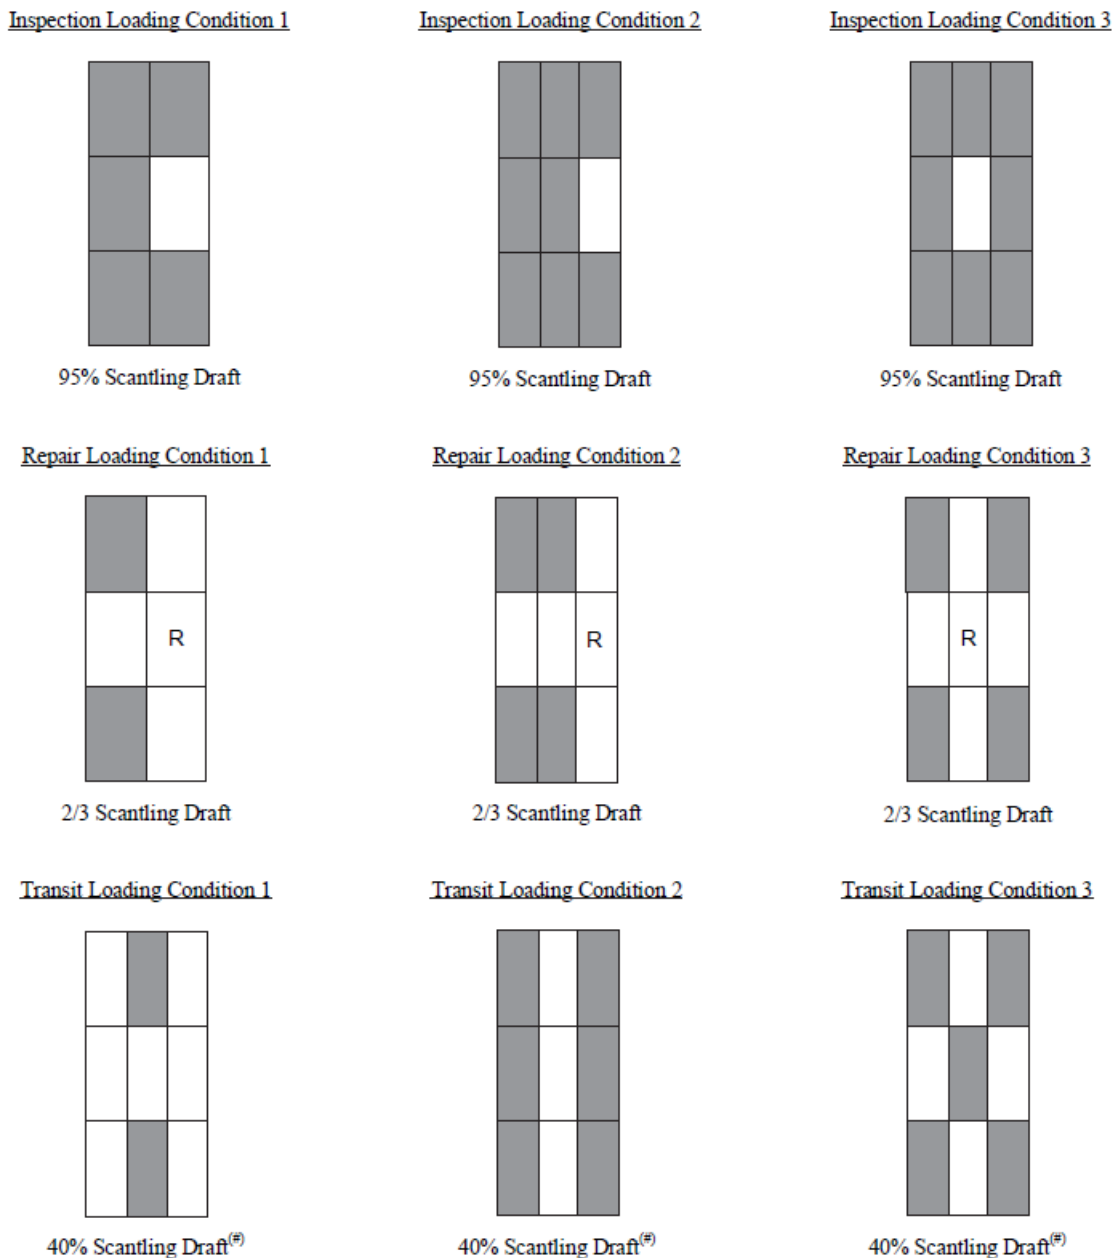 Inspection Loading Condition 1
Inspection Loading Condition 2
Inspection Loading Condition 3
95% Scantling Draft
95% Scantling Draft
95% Scantling Draft
Repair Loading Condition 1
Repair Loading Condition 2
Repair Loading Condition 3
R
R
R
2/3 Scantling Draft
2/3 Scantling Draft
2/3 Scantling Draft
Transit Loading Condition 1
Transit Loading Condition 2
Transit Loading Condition 3
40% Scantling Draft(#)
40% Scantling Draft(#)
40% Scantling Draft(#)